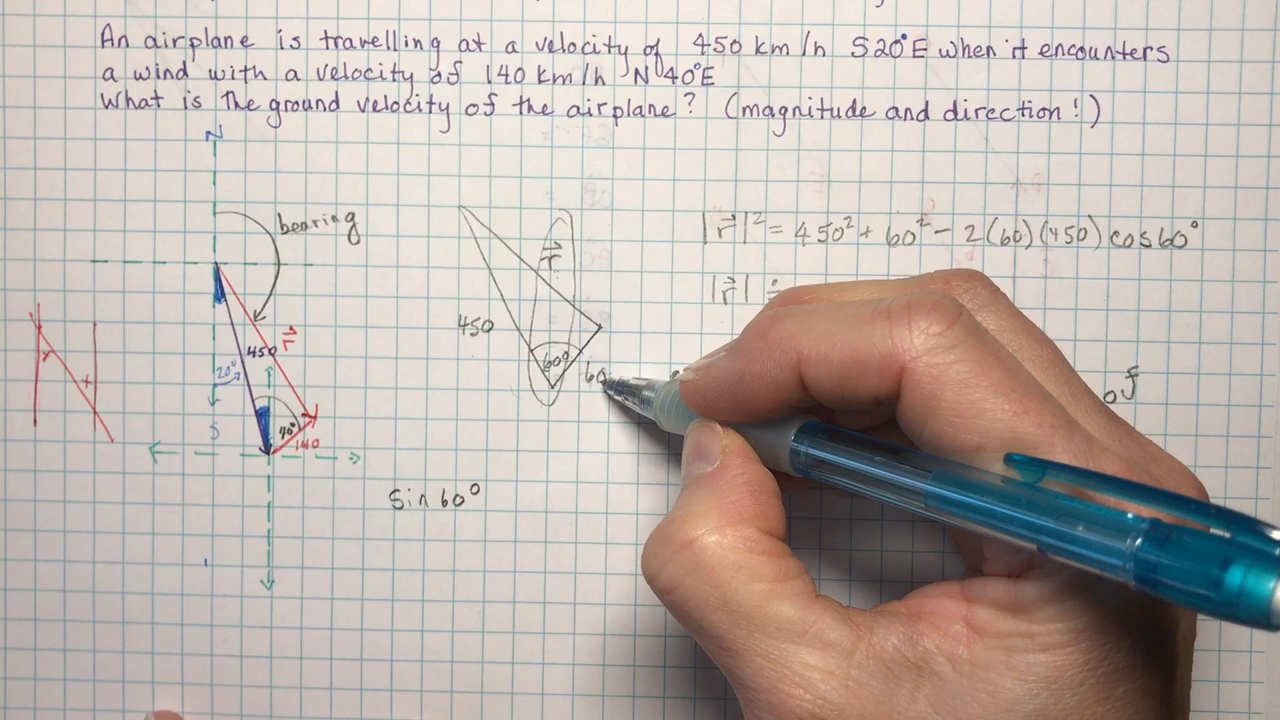 An airplane is travelling at a velocity of 450 km/h S20°E when it encounters
a wind with a velocity of 140 km/h N40°E
What is the ground velocity of the airplane? (magnitude and direction!)
N
bearing
r⃗
|r⃗|² = 450² + 60² - 2(60)(450) cos60°
|r⃗| ≐
450
60°
60
r⃗
450
20°
S
40°
140
x
x
of
sin 60°